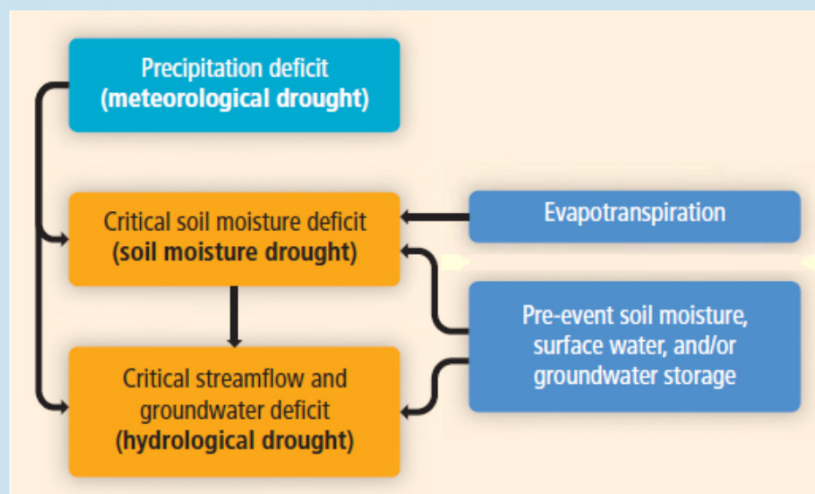 Precipitation deficit
(meteorological drought)
Critical soil moisture deficit
(soil moisture drought)
Evapotranspiration
Pre-event soil moisture,
surface water, and/or
groundwater storage
Critical streamflow and
groundwater deficit
(hydrological drought)